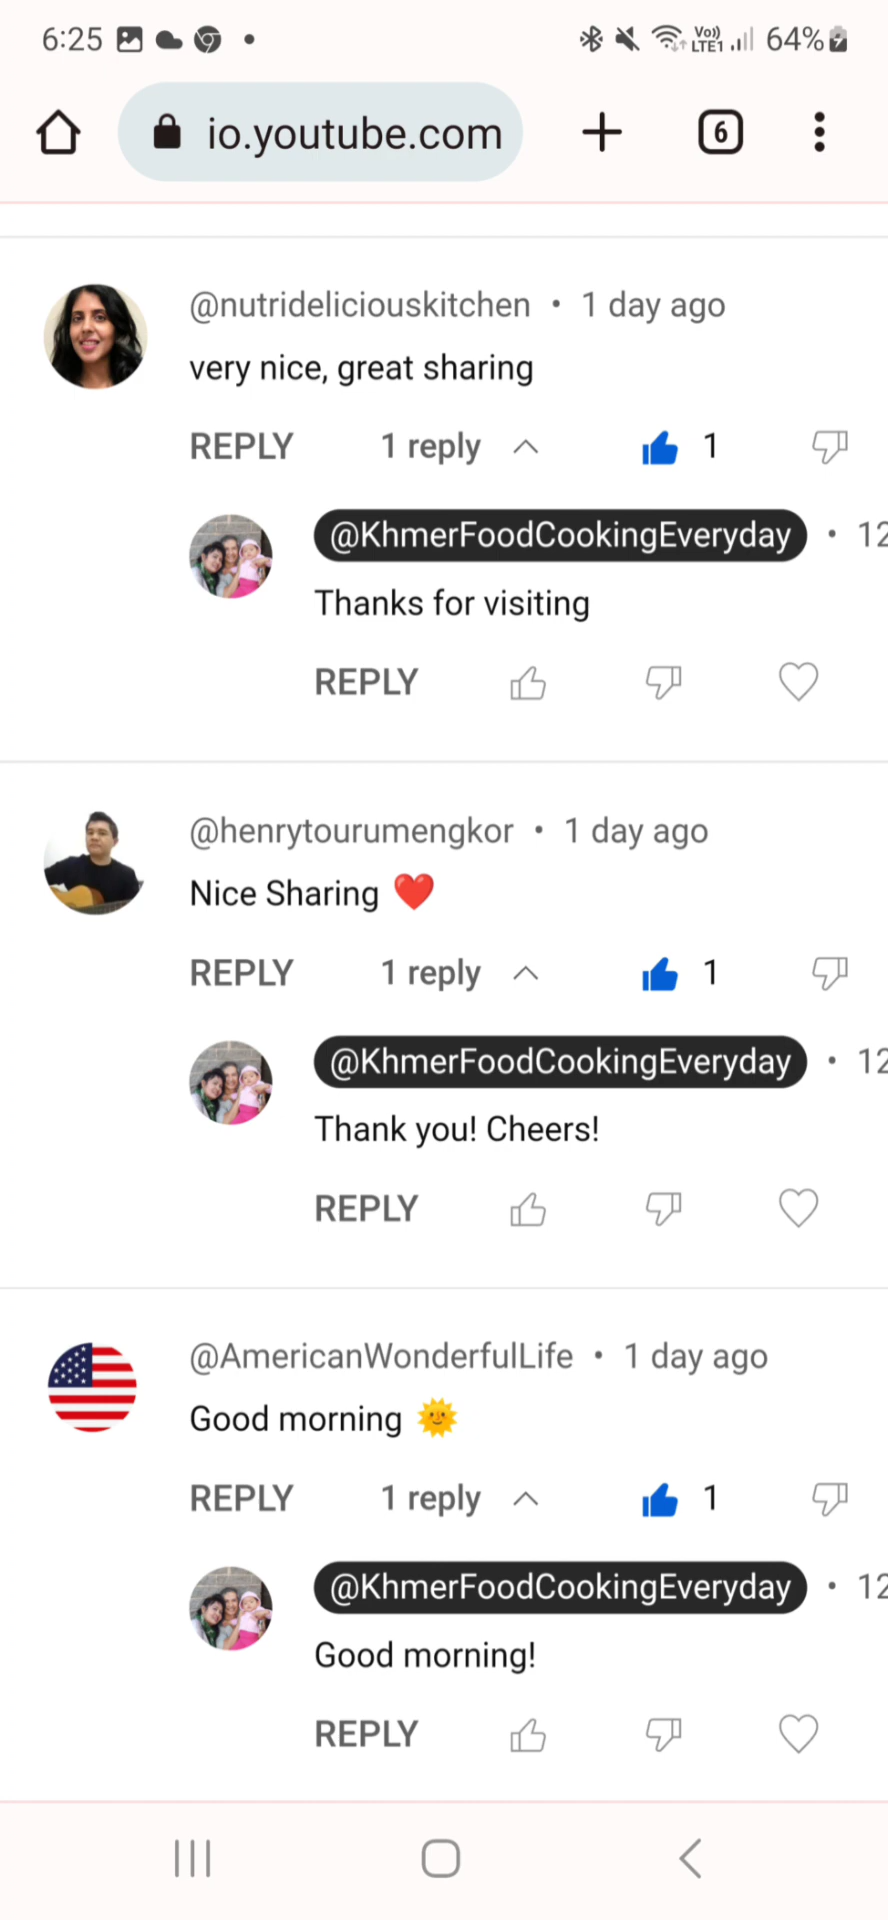 6:25
Vo)) LTE1 64%
io.youtube.com
6
@nutrideliciouskitchen • 1 day ago
very nice, great sharing
REPLY 1 reply 1
@KhmerFoodCookingEveryday • 12
Thanks for visiting
REPLY
@henrytourumengkor • 1 day ago
Nice Sharing ❤️
REPLY 1 reply 1
@KhmerFoodCookingEveryday • 12
Thank you! Cheers!
REPLY
@AmericanWonderfulLife • 1 day ago
Good morning 🌞
REPLY 1 reply 1
@KhmerFoodCookingEveryday • 12
Good morning!
REPLY